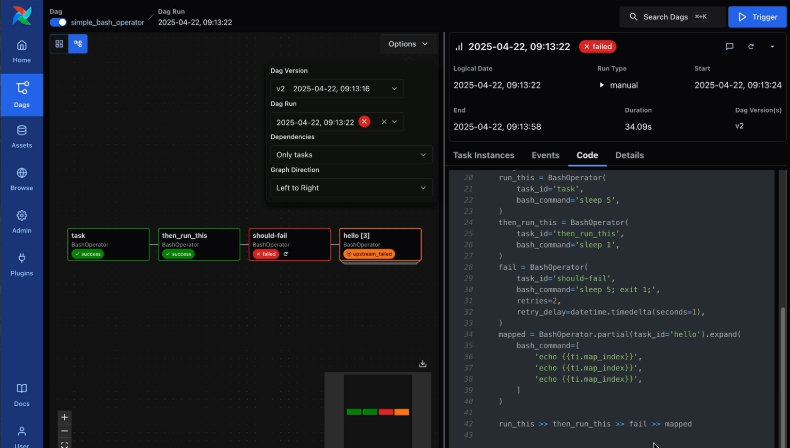 Dag
simple_bash_operator
/
Dag Run
2025-04-22, 09:13:22
Search Dags
⌘+K
Trigger
Home
Dags
Assets
Browse
Admin
Plugins
Docs
User
Options
Dag Version
v2 2025-04-22, 09:13:16
Dag Run
2025-04-22, 09:13:22
Dependencies
Only tasks
Graph Direction
Left to Right
task
BashOperator
success
then_run_this
BashOperator
success
should-fail
BashOperator
failed
hello [3]
BashOperator
upstream_failed
2025-04-22, 09:13:22
failed
Logical Date
2025-04-22, 09:13:22
Run Type
manual
Start
2025-04-22, 09:13:24
End
2025-04-22, 09:13:58
Duration
34.09s
Dag Version(s)
v2
Task Instances
Events
Code
Details
20 run_this = BashOperator(
21 task_id='task',
22 bash_command='sleep 5',
23 )
24 then_run_this = BashOperator(
25 task_id='then_run_this',
26 bash_command='sleep 1',
27 )
28 fail = BashOperator(
29 task_id='should-fail',
30 bash_command='sleep 5; exit 1;',
31 retries=2,
32 retry_delay=datetime.timedelta(seconds=1),
33 )
34 mapped = BashOperator.partial(task_id='hello').expand(
35 bash_command=[
36 'echo {{ti.map_index}}',
37 'echo {{ti.map_index}}',
38 'echo {{ti.map_index}}',
39 ]
40 )
41
42 run_this >> then_run_this >> fail >> mapped
43